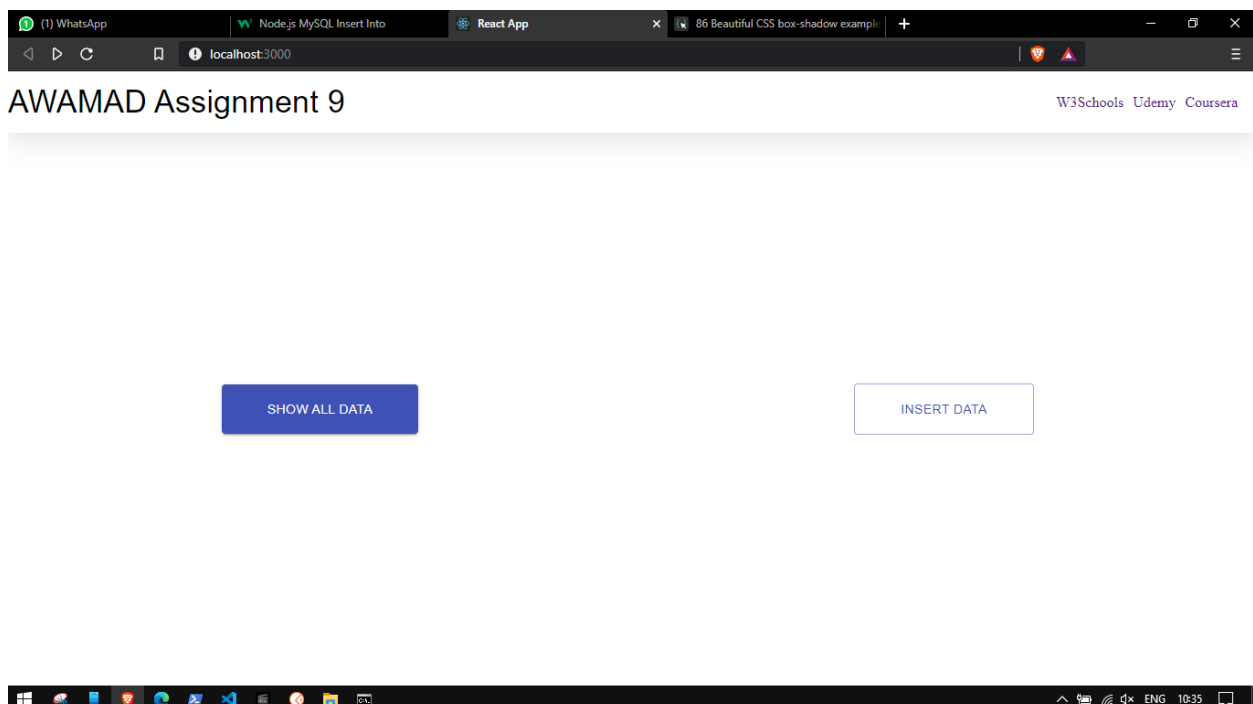 (1) WhatsApp
Node.js MySQL Insert Into
React App
86 Beautiful CSS box-shadow example
localhost:3000
AWAMAD Assignment 9
W3Schools Udemy Coursera
SHOW ALL DATA
INSERT DATA
ENG 10:35